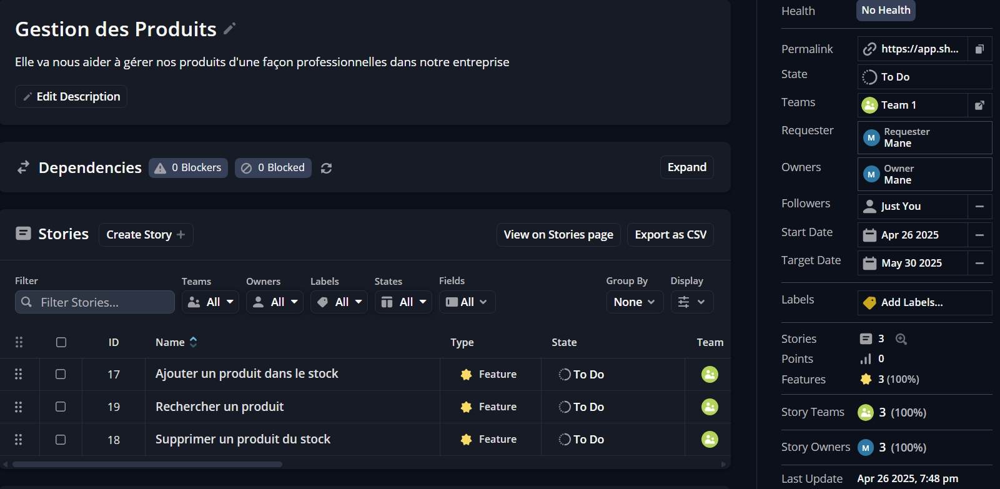 Gestion des Produits
Elle va nous aider à gérer nos produits d'une façon professionnelles dans notre entreprise
Edit Description
Dependencies 0 Blockers 0 Blocked Expand
Stories Create Story + View on Stories page Export as CSV
Filter Teams Owners Labels States Fields Group By Display
Filter Stories... All All All All All None
ID Name Type State Team
17 Ajouter un produit dans le stock Feature To Do
19 Rechercher un produit Feature To Do
18 Supprimer un produit du stock Feature To Do
Health No Health
Permalink https://app.sh...
State To Do
Teams Team 1
Requester Requester
M Mane
Owners Owner
M Mane
Followers Just You
Start Date Apr 26 2025
Target Date May 30 2025
Labels Add Labels...
Stories 3
Points 0
Features 3 (100%)
Story Teams 3 (100%)
Story Owners M 3 (100%)
Last Update Apr 26 2025, 7:48 pm